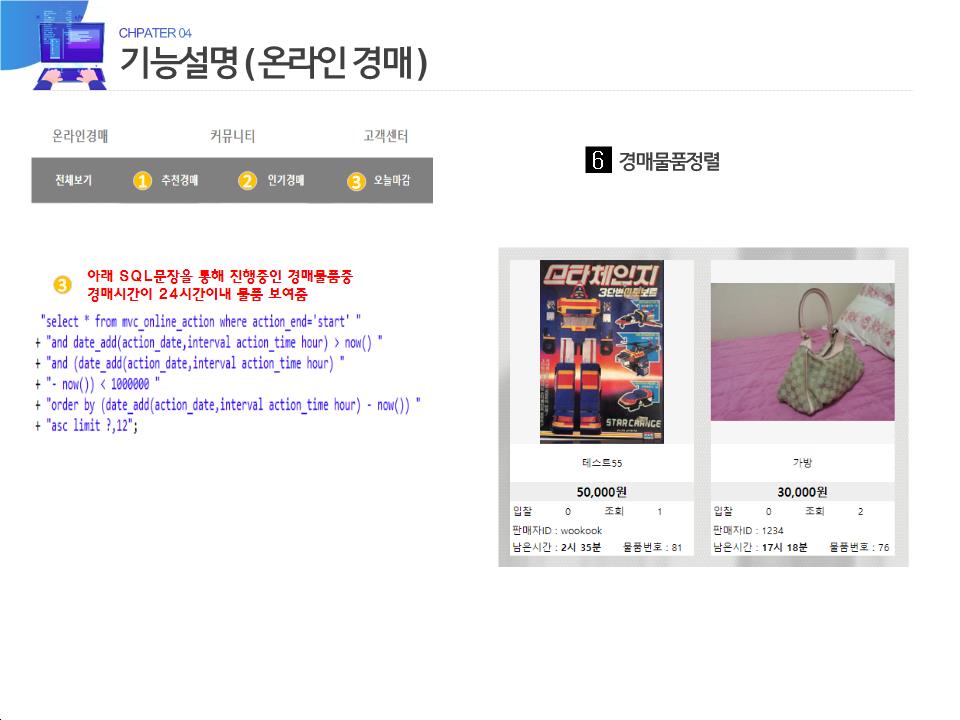 CHPATER 04
기능설명 ( 온라인 경매 )
온라인경매 커뮤니티 고객센터
전체보기 1 추천경매 2 인기경매 3 오늘마감
6 경매물품정렬
3 아래 SQL문장을 통해 진행중인 경매물품중
경매시간이 24시간이내 물품 보여줌
"select * from mvc_online_action where action_end='start' "
+ "and date_add(action_date,interval action_time hour) > now() "
+ "and (date_add(action_date,interval action_time hour) "
+ "- now()) < 1000000 "
+ "order by (date_add(action_date,interval action_time hour) - now()) "
+ "asc limit ?,12";
스타 체인지
3단변신로보트
STAR CHANGE
테스트55
50,000원
입찰 0 조회 1
판매자ID : wookook
남은시간 : 2시 35분 물품번호 : 81
가방
30,000원
입찰 0 조회 2
판매자ID : 1234
남은시간 : 17시 18분 물품번호 : 76